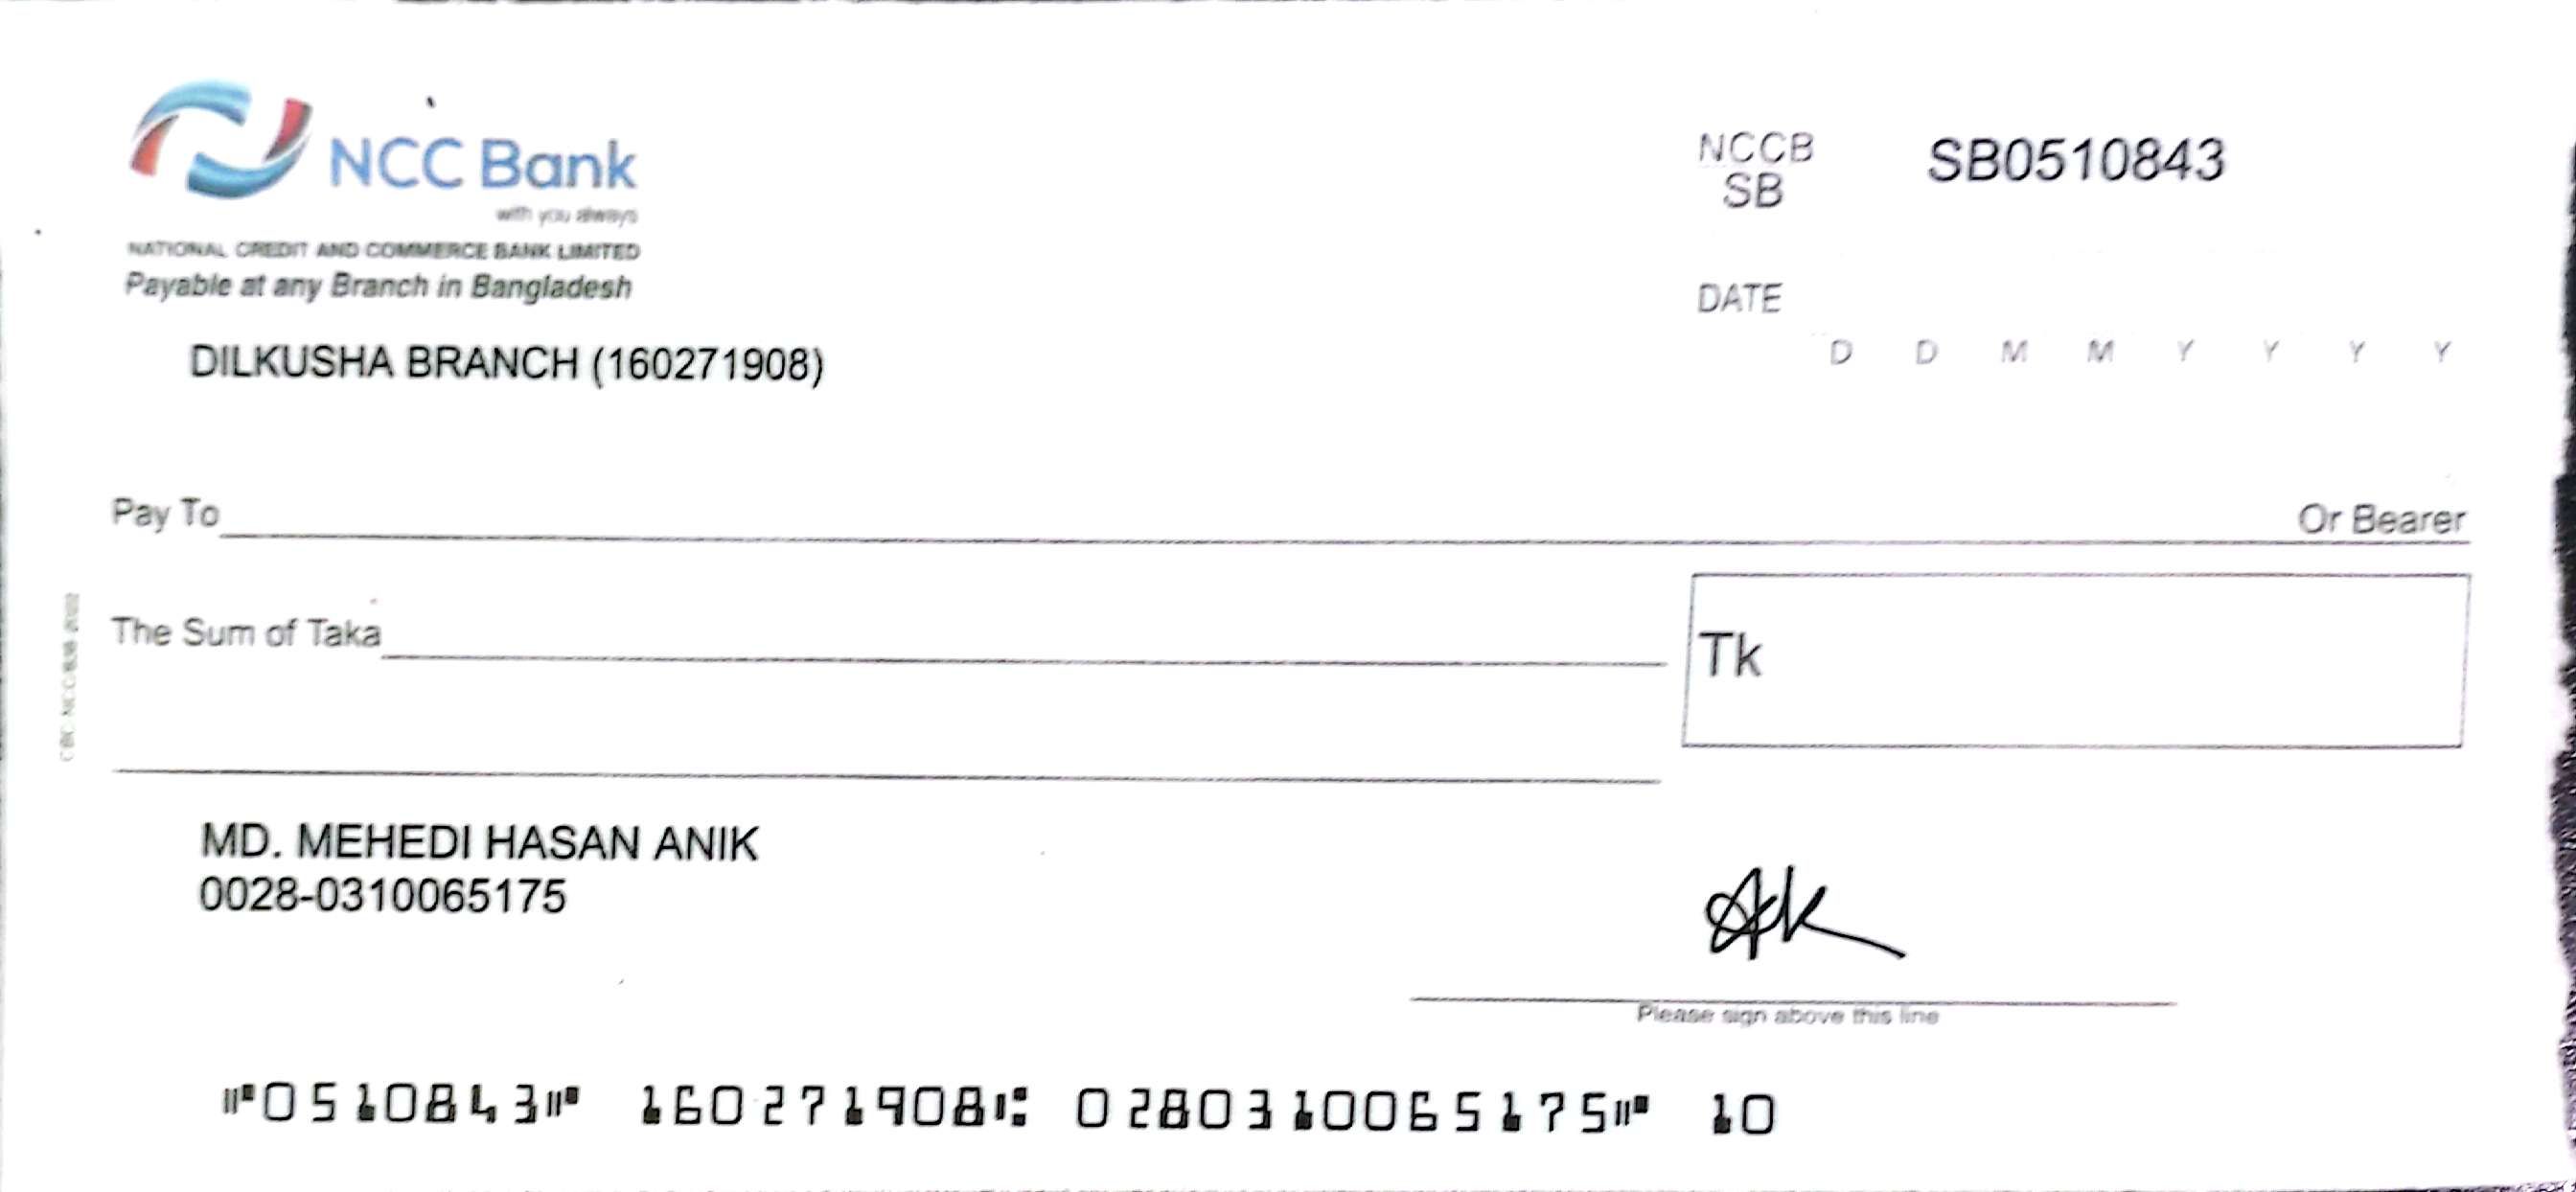 NCC Bank
with you always
NATIONAL CREDIT AND COMMERCE BANK LIMITED
Payable at any Branch in Bangladesh
DILKUSHA BRANCH (160271908)
NCCB SB0510843
SB
DATE
D D M M Y Y Y Y
Pay To Or Bearer
The Sum of Taka
Tk
MD. MEHEDI HASAN ANIK
0028-0310065175
Please sign above this line
⑈0510843⑈ 160271908⑆ 0280310065175⑈ 10